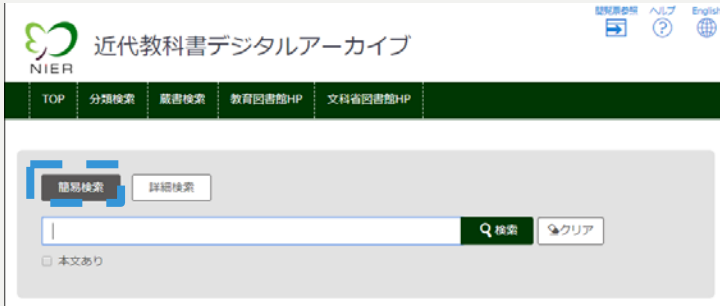 閲覧票参照 ヘルプ English
NIER
近代教科書デジタルアーカイブ
TOP 分類検索 蔵書検索 教育図書館HP 文科省図書館HP
簡易検索 詳細検索
検索 クリア
本文あり